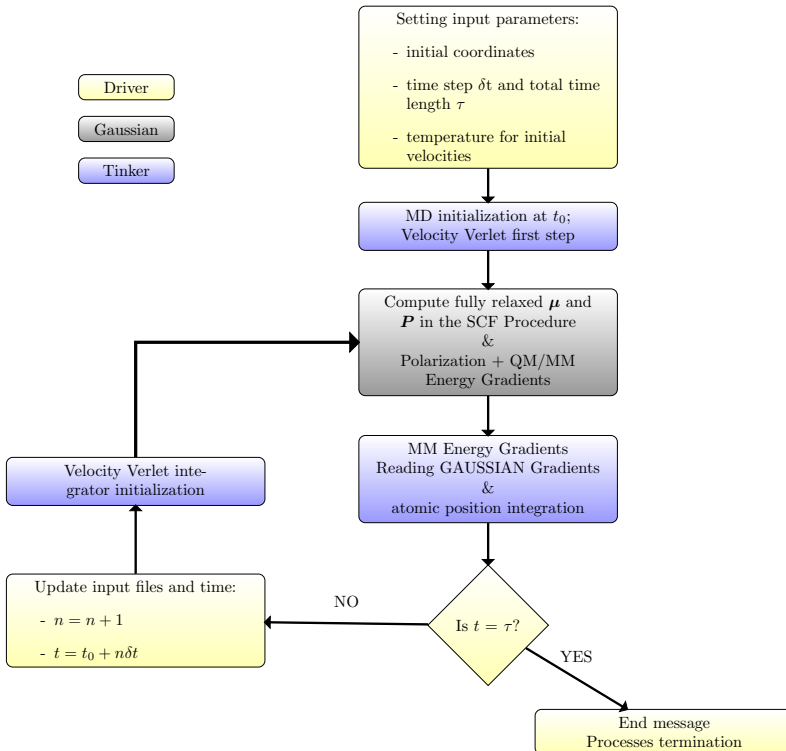 Setting input parameters:
- initial coordinates
- time step δt and total time
length τ
- temperature for initial
velocities
Driver
Gaussian
Tinker
MD initialization at t₀;
Velocity Verlet first step
Compute fully relaxed μ and
P in the SCF Procedure
&
Polarization + QM/MM
Energy Gradients
MM Energy Gradients
Reading GAUSSIAN Gradients
&
atomic position integration
Velocity Verlet inte-
grator initialization
Update input files and time:
- n = n + 1
- t = t₀ + nδt
NO
Is t = τ?
YES
End message
Processes termination